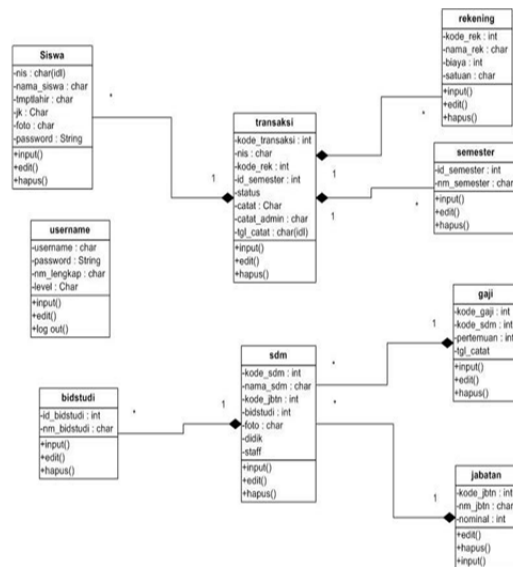 Siswa
-nis : char(idl)
-nama_siswa : char
-tmptlahir : char
-jk : Char
-foto : char
-password : String
+input()
+edit()
+hapus()
*
1
transaksi
-kode_transaksi : int
-nis : char
-kode_rek : int
-id_semester : int
-status
-catat : Char
-catat_admin : char
-tgl_catat : char(idl)
+input()
+edit()
+hapus()
rekening
-kode_rek : int
-nama_rek : char
-biaya : int
-satuan : char
+input()
+edit()
+hapus()
*
1
semester
-id_semester : int
-nm_semester : char
+input()
+edit()
+hapus()
*
1
username
-username : char
-password : String
-nm_lengkap : char
-level : Char
+input()
+edit()
+log out()
bidstudi
-id_bidstudi : int
-nm_bidstudi : char
+input()
+edit()
+hapus()
*
1
sdm
-kode_sdm : int
-nama_sdm : char
-kode_jbtn : int
-bidstudi : int
-foto : char
-didik
-staff
+input()
+edit()
+hapus()
*
1
gaji
-kode_gaji : int
-kode_sdm : int
-pertemuan : int
-tgl_catat
+input()
+edit()
+hapus()
*
1
jabatan
-kode_jbtn : int
-nm_jbtn : char
-nominal : int
+edit()
+hapus()
+input()